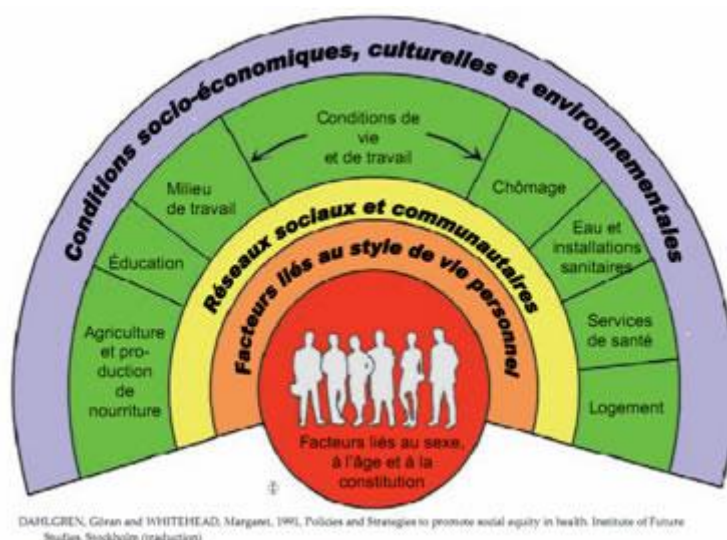 Conditions socio-économiques, culturelles et environnementales
Conditions de
vie
et de travail
Milieu
de travail
Chômage
Éducation
Eau et
installations
sanitaires
Agriculture
et pro-
duction
de
nourriture
Services
de santé
Logement
Réseaux sociaux et communautaires
Facteurs liés au style de vie personnel
Facteurs liés au sexe,
à l'âge et à la
constitution
DAHLGREN, Göran and WHITEHEAD, Margaret, 1991, Policies and Strategies to promote social equity in health. Institute of Future
Studies, Stockholm (traduction)